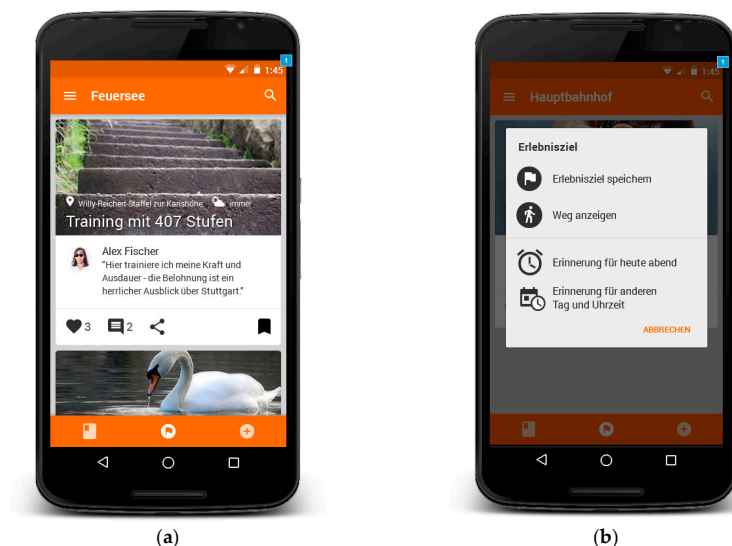 1
1:45
Feuersee
Willy-Reichert-Staffel zur Karlshöhe
immer
Training mit 407 Stufen
Alex Fischer
"Hier trainiere ich meine Kraft und
Ausdauer - die Belohnung ist ein
herrlicher Ausblick über Stuttgart."
3
2
(a)
1
1:45
Hauptbahnhof
Erlebnisziel
Erlebnisziel speichern
Weg anzeigen
Erinnerung für heute abend
Erinnerung für anderen
Tag und Uhrzeit
ABBRECHEN
(b)